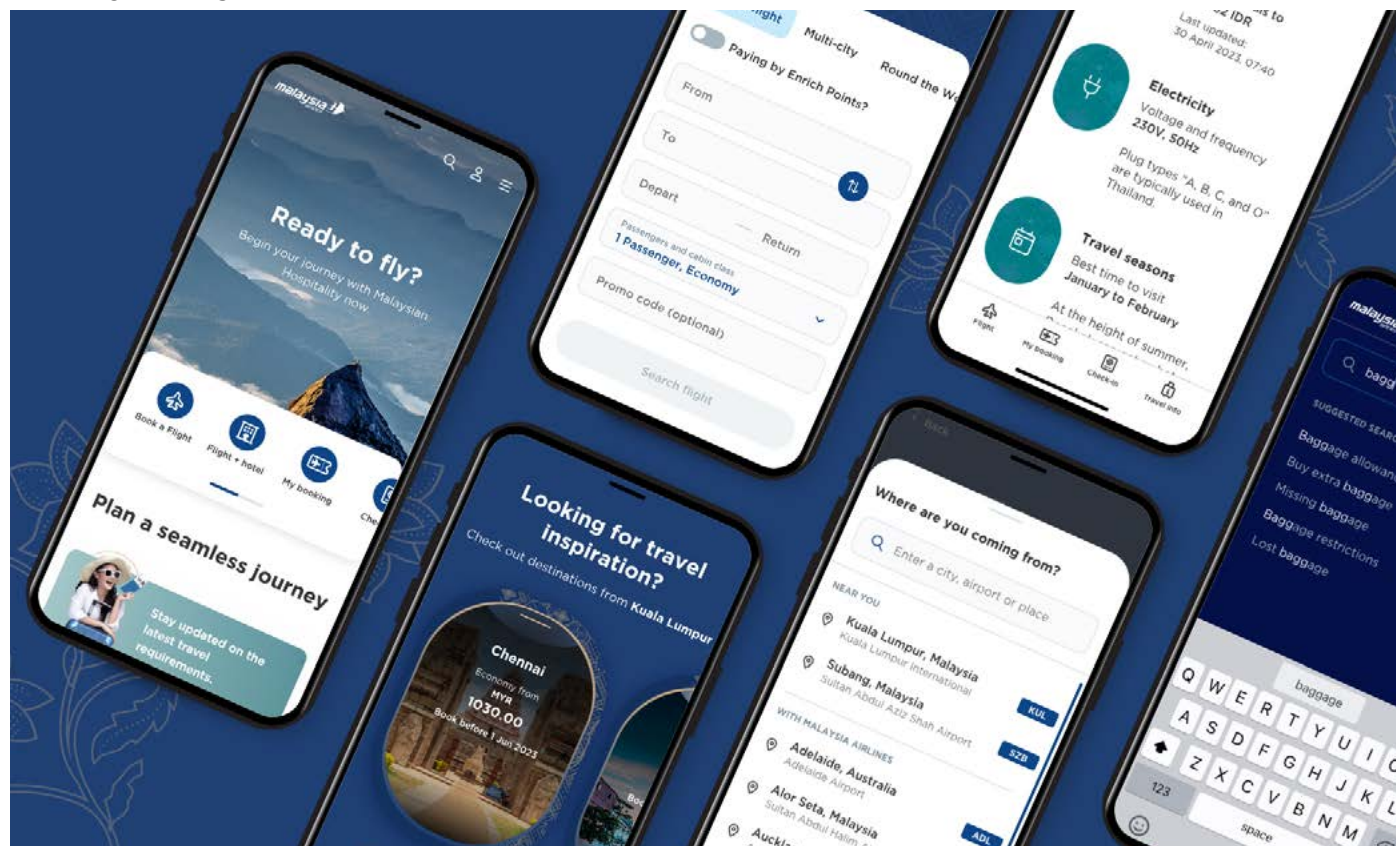 malaysia
airlines
Ready to fly?
Begin your journey with Malaysian
Hospitality now
Book a Flight
Flight + hotel
My booking
Plan a seamless journey
Stay updated on the
latest travel
requirements.
Multi-city
Round the
Paying by Enrich Points?
From
To
Depart
Return
Passengers and cabin class
1 Passenger, Economy
Promo code (optional)
Search flight
Looking for travel
inspiration?
Check out destinations from Kuala Lumpur
Chennai
Economy from
MYR
1030.00
Book before 1 Jun 2023
to
IDR
Last updated:
30 April 2023, 07:40
Electricity
Voltage and frequency
230V, 50Hz
Plug types "A, B, C, and O"
are typically used in
Thailand.
Travel seasons
Best time to visit
January to February
At the height of summer,
Flight
My booking
Check-in
Travel info
Back
Where are you coming from?
Enter a city, airport or place
NEAR YOU
Kuala Lumpur, Malaysia
Kuala Lumpur International
KUL
Subang, Malaysia
Sultan Abdul Aziz Shah Airport
SZB
WITH MALAYSIA AIRLINES
Adelaide, Australia
Adelaide Airport
ADL
Alor Seta, Malaysia
Sultan Abdul Halim
bagg
SUGGESTED
Baggage
Buy extra baggage
Missing baggage
Baggage restrictions
Lost baggage
baggage
Q W E R T Y U I
A S D F G H J K L
Z X C V B N M
123
space